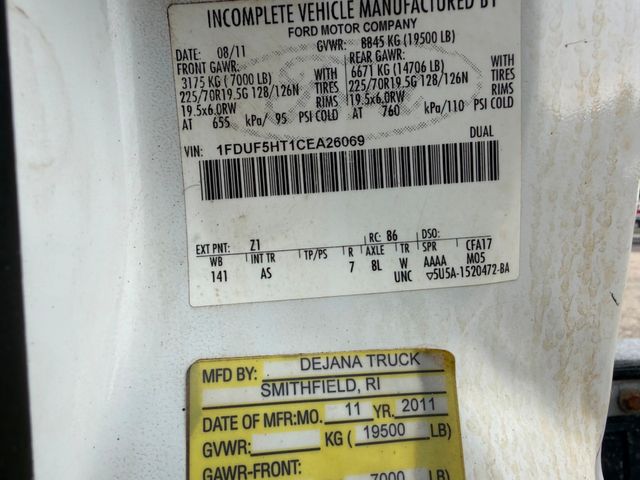 INCOMPLETE VEHICLE MANUFACTURED BY
FORD MOTOR COMPANY
DATE: 08/11 GVWR: 8845 KG (19500 LB)
FRONT GAWR: REAR GAWR:
3175 KG (7000 LB) WITH 6671 KG (14706 LB) WITH
225/70R19.5G 128/126N TIRES 225/70R19.5G 128/126N TIRES
19.5x6.0RW RIMS 19.5x6.0RW RIMS
AT 655 kPa/ 95 PSI COLD AT 760 kPa/110 PSI COLD
VIN: 1FDUF5HT1CEA26069 DUAL
EXT PNT: Z1 RC: 86 DSO:
WB INT TR TP/PS R AXLE TR SPR CFA17
141 AS 7 8L W AAAA M05
UNC ▽5U5A-1520472-BA
MFD BY: DEJANA TRUCK
SMITHFIELD, RI
DATE OF MFR:MO. 11 YR. 2011
GVWR: KG ( 19500 LB)
GAWR-FRONT:
7000 LB)